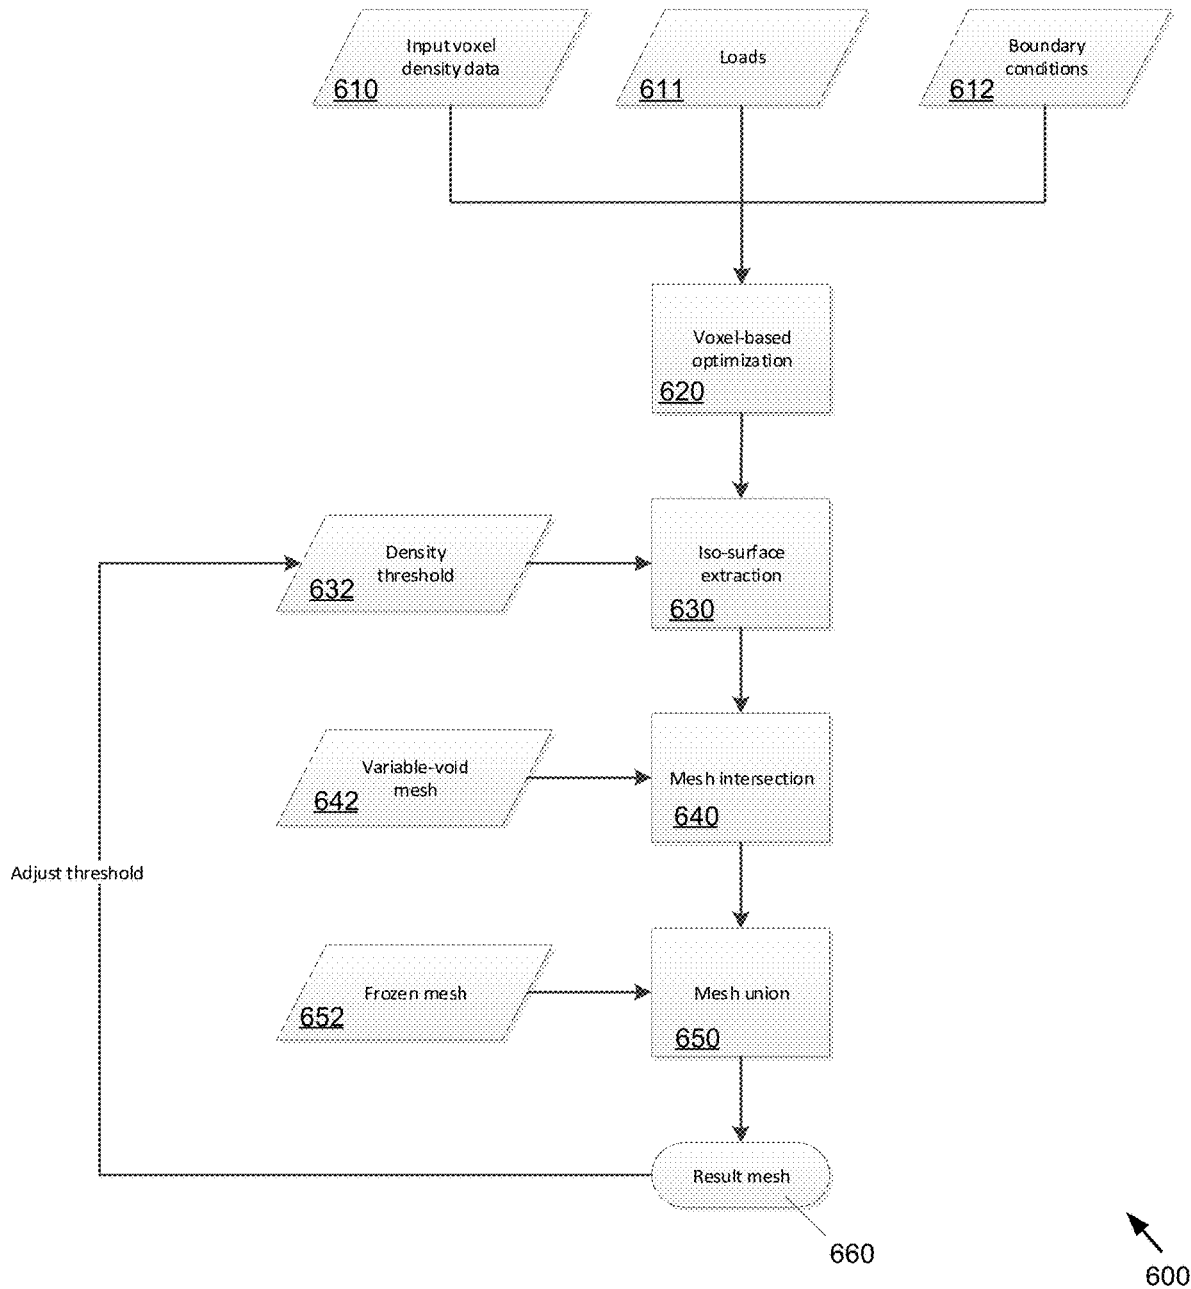 Input voxel
density data
610
Loads
611
Boundary
conditions
612
Voxel-based
optimization
620
Density
threshold
632
Iso-surface
extraction
630
Variable-void
mesh
642
Mesh intersection
640
Adjust threshold
Frozen mesh
652
Mesh union
650
Result mesh
660
600